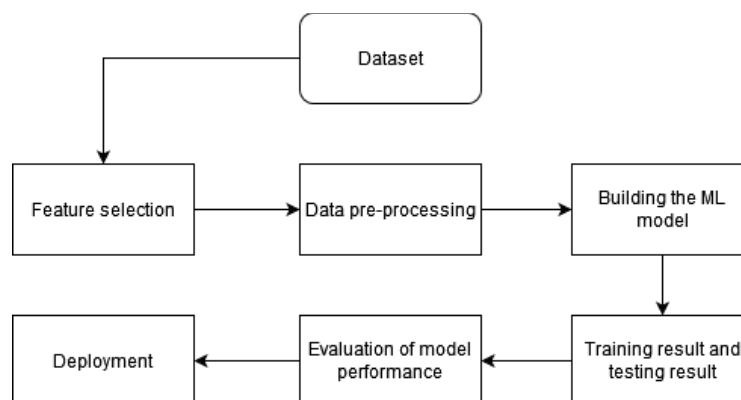 Dataset
Feature selection
Data pre-processing
Building the ML
model
Training result and
testing result
Evaluation of model
performance
Deployment